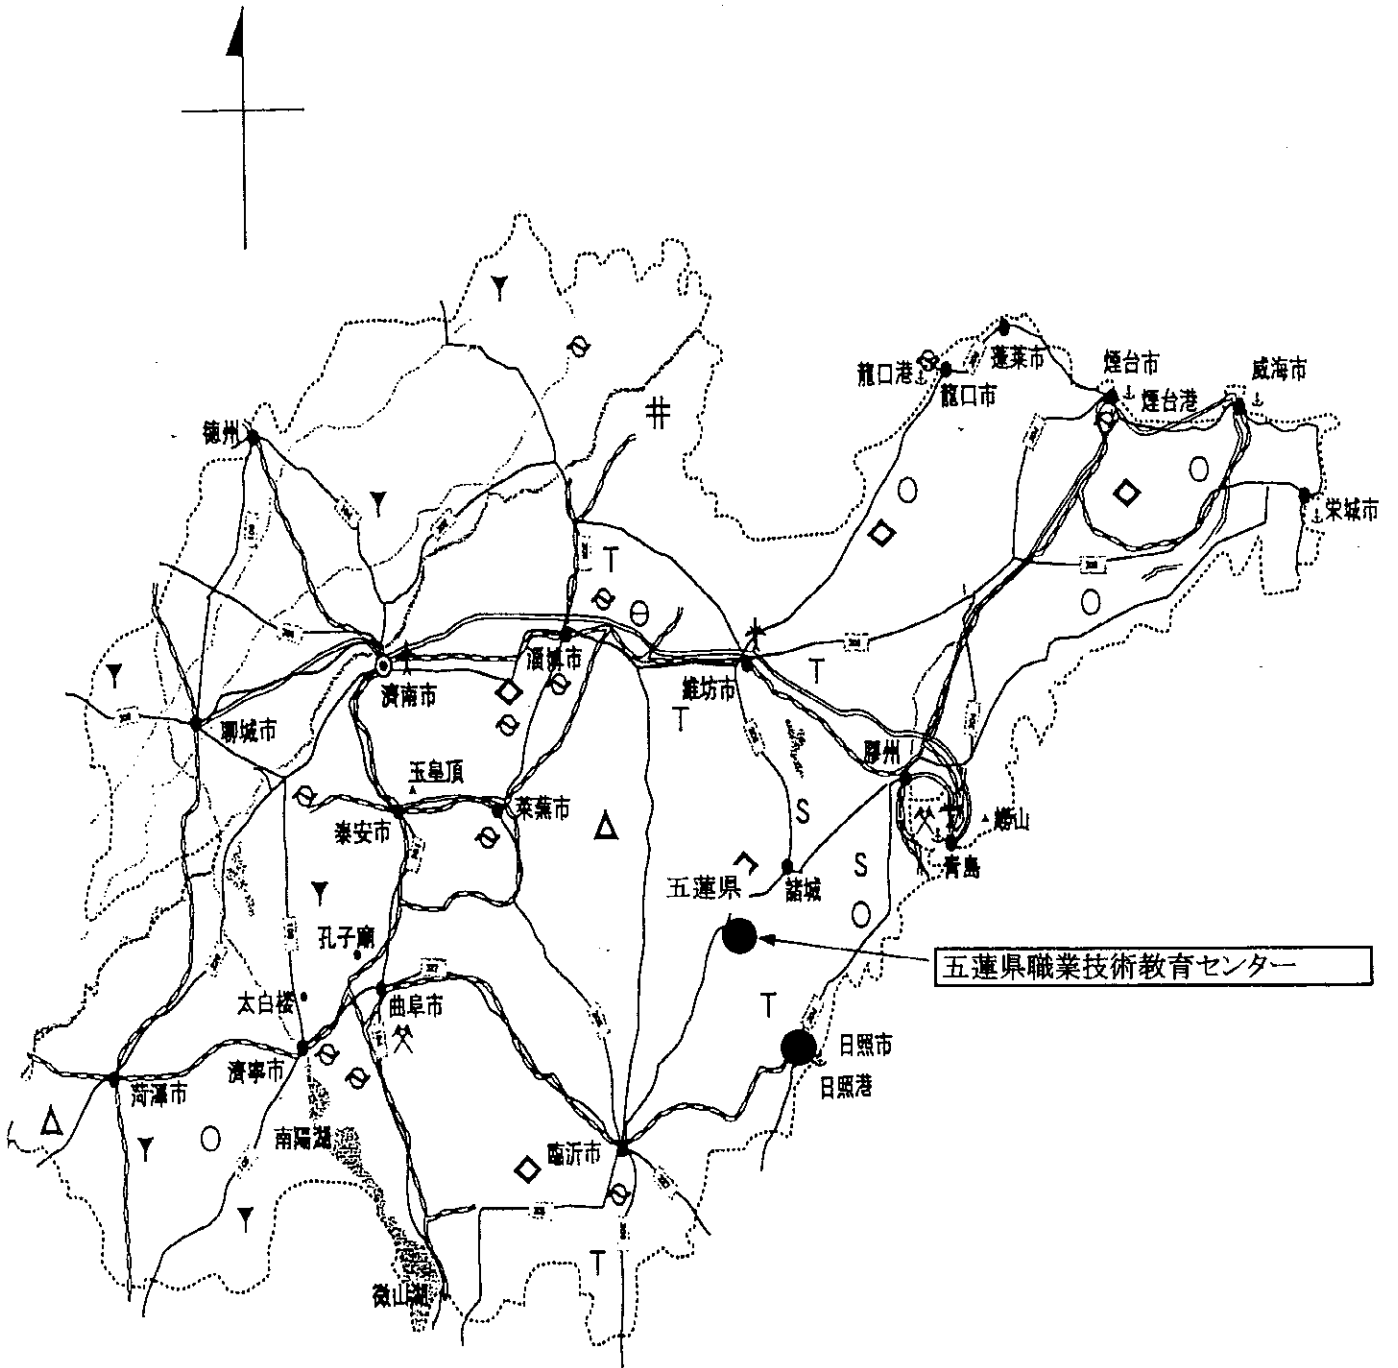 蓬莱市
煙台市
龍口港
龍口市
煙台港
威海市
徳州
栄城市
淄博市
濰坊市
済南市
聊城市
膠州
玉皇頂
莱蕪市
泰安市
嶗山
青島
五蓮県
諸城
孔子廟
五蓮県職業技術教育センター
太白楼
曲阜市
日照市
済寧市
日照港
菏澤市
南陽湖
臨沂市
微山湖